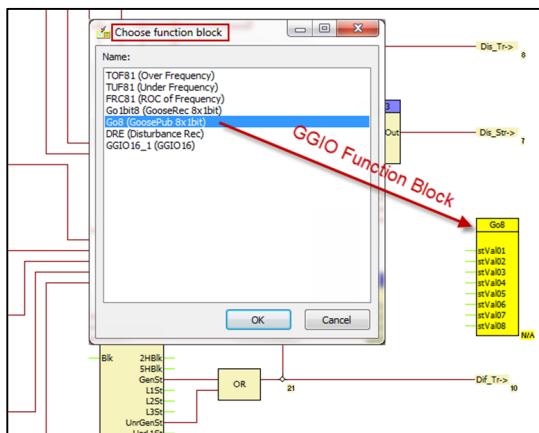 Choose function block
Name:
TOF81 (Over Frequency)
TUF81 (Under Frequency)
FRC81 (ROC of Frequency)
Go1bit8 (GooseRec 8x1bit)
Go8 (GoosePub 8x1bit)
DRE (Disturbance Rec)
GGIO16_1 (GGIO16)
OK
Cancel
GGIO Function Block
Dis_Tr->
8
3
Out
Dis_Str->
7
Go8
stVal01
stVal02
stVal03
stVal04
stVal05
stVal06
stVal07
stVal08
N/A
Blk
2HBlk
5HBlk
GenSt
L1St
L2St
L3St
UnrGenSt
OR
21
Dif_Tr->
10